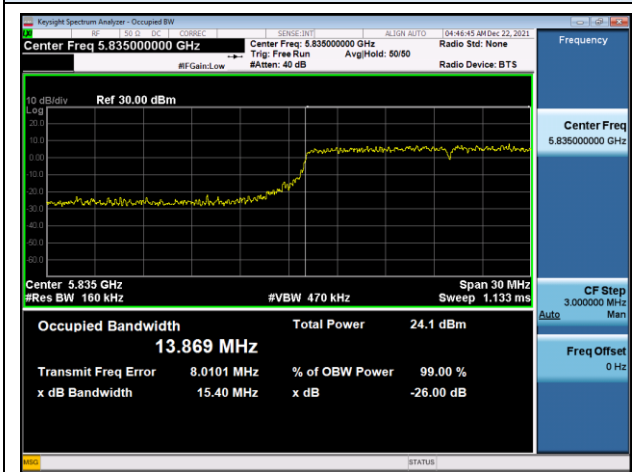 Keysight Spectrum Analyzer - Occupied BW
RF 50 Ω DC CORREC SENSE:INT ALIGN AUTO 04:46:45 AM Dec 22, 2021
Center Freq 5.835000000 GHz Center Freq: 5.835000000 GHz Radio Std: None
Trig: Free Run Avg|Hold: 50/50
#IFGain:Low #Atten: 40 dB Radio Device: BTS
Frequency
10 dB/div Ref 30.00 dBm
Log
20.0
10.0
0.00
-10.0
-20.0
-30.0
-40.0
-50.0
-60.0
Center 5.835 GHz Span 30 MHz
#Res BW 160 kHz #VBW 470 kHz Sweep 1.133 ms
Occupied Bandwidth Total Power 24.1 dBm
13.869 MHz
Transmit Freq Error 8.0101 MHz % of OBW Power 99.00 %
x dB Bandwidth 15.40 MHz x dB -26.00 dB
Center Freq
5.835000000 GHz
CF Step
3.000000 MHz
Auto Man
Freq Offset
0 Hz
MSG STATUS